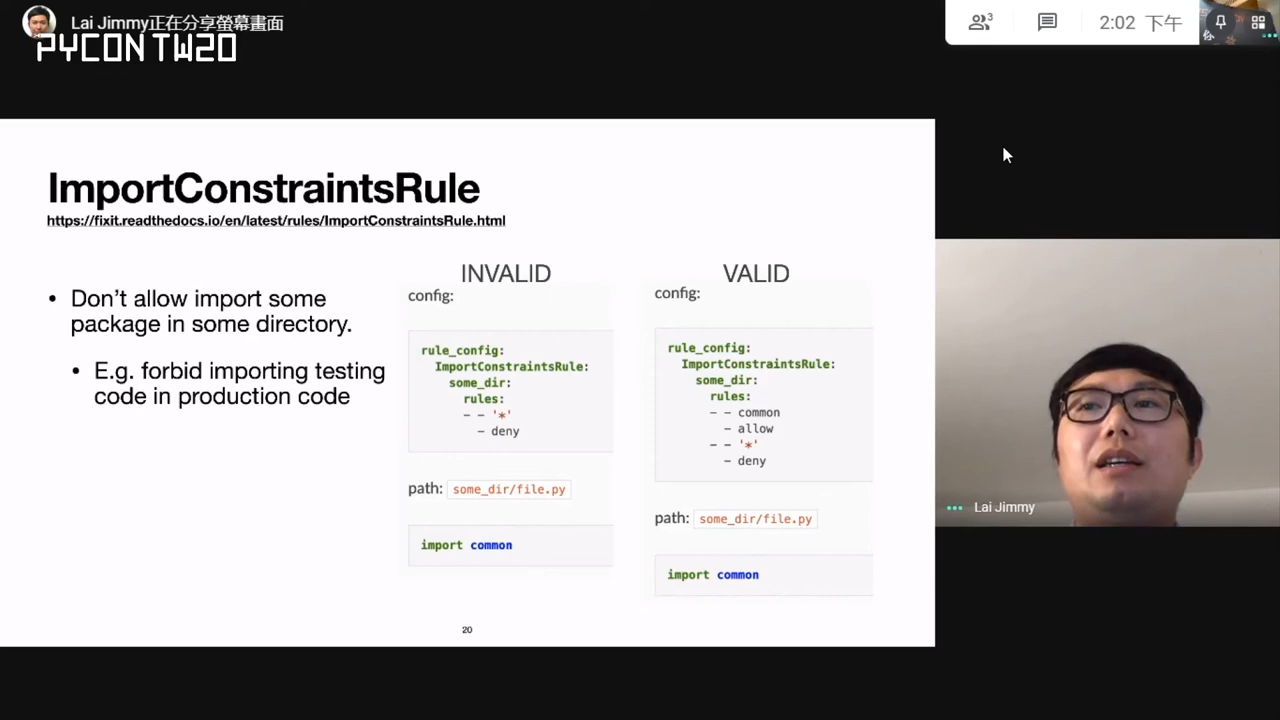 Lai Jimmy正在分享螢幕畫面
PYCON TW20
3
2:02 下午
你
ImportConstraintsRule
https://fixit.readthedocs.io/en/latest/rules/ImportConstraintsRule.html
• Don’t allow import some
package in some directory.
• E.g. forbid importing testing
code in production code
INVALID
config:
rule_config:
ImportConstraintsRule:
some_dir:
rules:
- - '*'
- deny
path: some_dir/file.py
import common
VALID
config:
rule_config:
ImportConstraintsRule:
some_dir:
rules:
- - common
- allow
- - '*'
- deny
path: some_dir/file.py
import common
20
Lai Jimmy